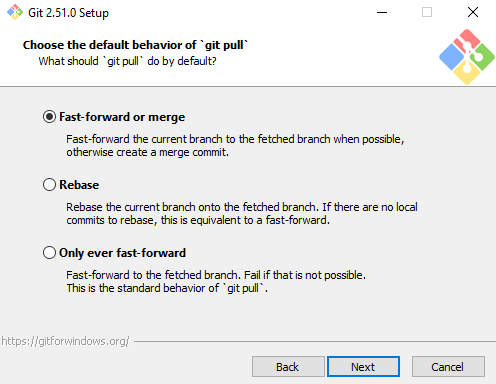 Git 2.51.0 Setup
Choose the default behavior of `git pull`
What should `git pull` do by default?
Fast-forward or merge
Fast-forward the current branch to the fetched branch when possible,
otherwise create a merge commit.
Rebase
Rebase the current branch onto the fetched branch. If there are no local
commits to rebase, this is equivalent to a fast-forward.
Only ever fast-forward
Fast-forward to the fetched branch. Fail if that is not possible.
This is the standard behavior of `git pull`.
https://gitforwindows.org/
Back Next Cancel